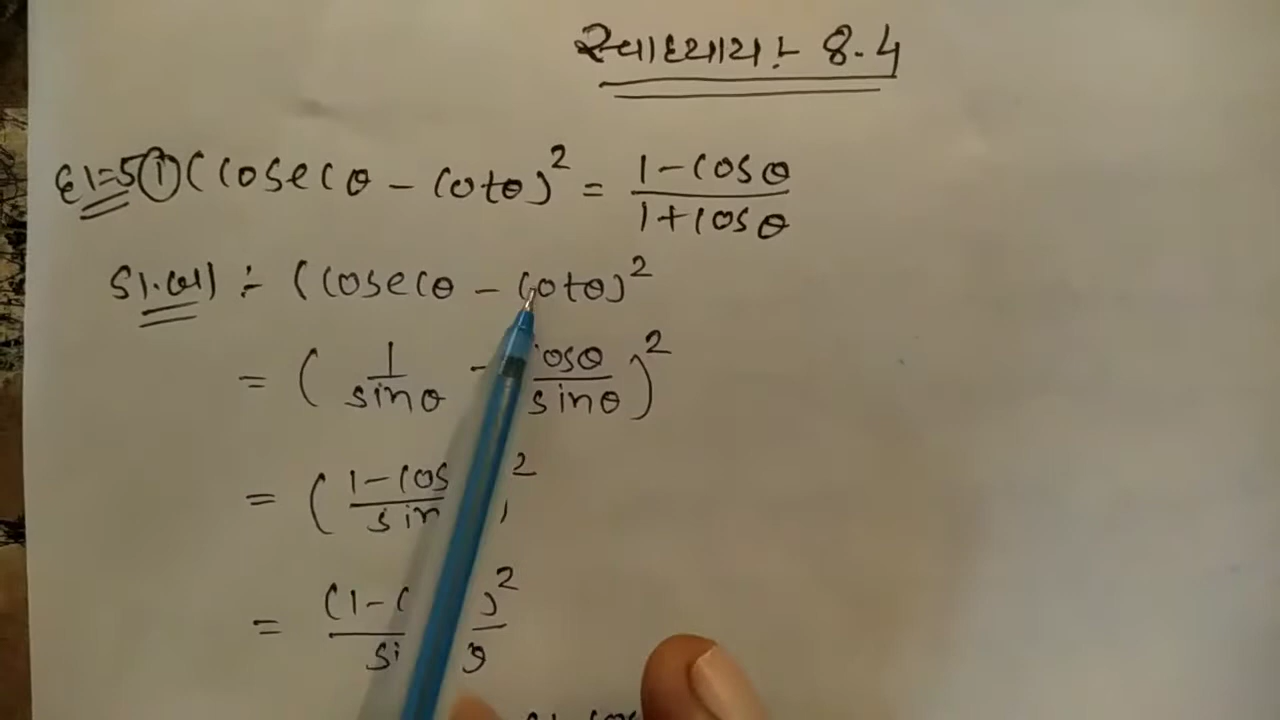 સ્વાધ્યાય :- 8.4
દા=5 ① (cosecθ - cotθ)² = 1-cosθ / 1+cosθ
ડા.બા :- (cosecθ - cotθ)²
= (1/sinθ - cosθ/sinθ)²
= (1-cos / sin)²
= (1-c )² / si